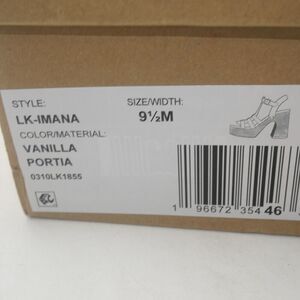 STYLE:
LK-IMANA
SIZE/WIDTH:
9½M
COLOR/MATERIAL:
VANILLA
PORTIA
0310LK1855
1 96672 354 46